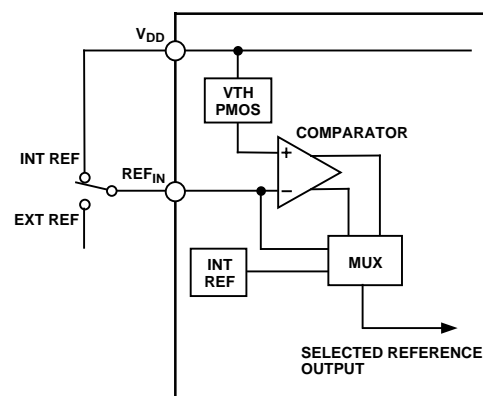 VDD
VTH
PMOS
COMPARATOR
+
INT REF
REFIN
−
EXT REF
INT
REF
MUX
SELECTED REFERENCE
OUTPUT